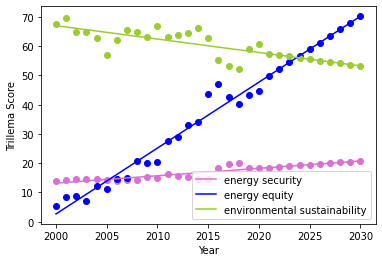 70
60
50
40
30
20
10
0
Trillema Score
2000 2005 2010 2015 2020 2025 2030
Year
energy security
energy equity
environmental sustainability